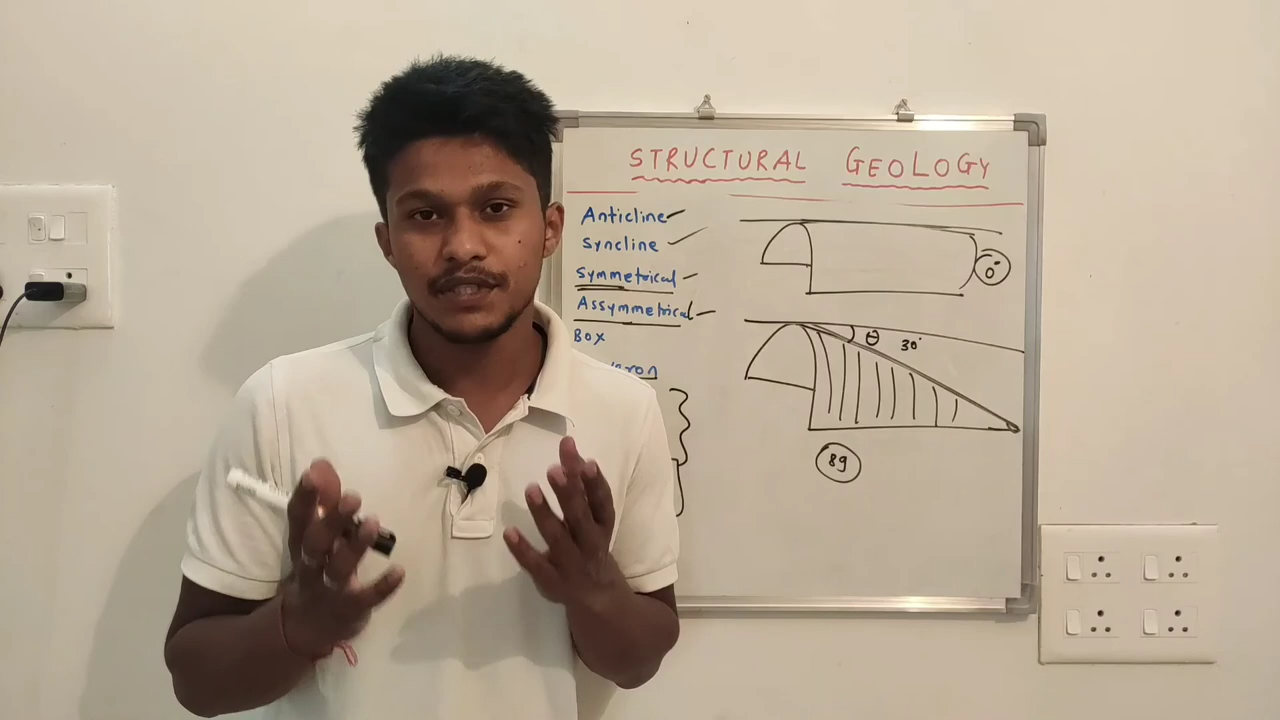 STRUCTURAL GEOLOGY
Anticline
Syncline
Symmetrical
Assymmetrical
BOX
0°
θ 30°
89